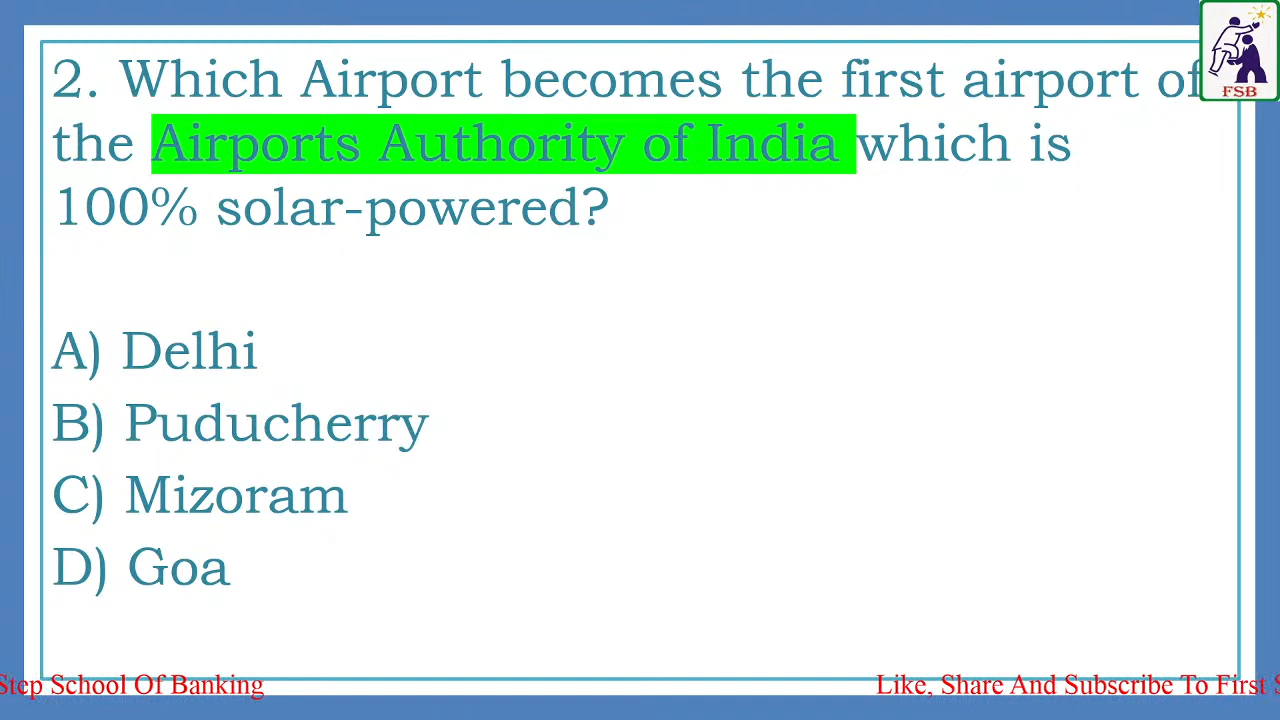 2. Which Airport becomes the first airport of
the Airports Authority of India which is
100% solar-powered?
A) Delhi
B) Puducherry
C) Mizoram
D) Goa
FSB
Step School Of Banking
Like, Share And Subscribe To First S